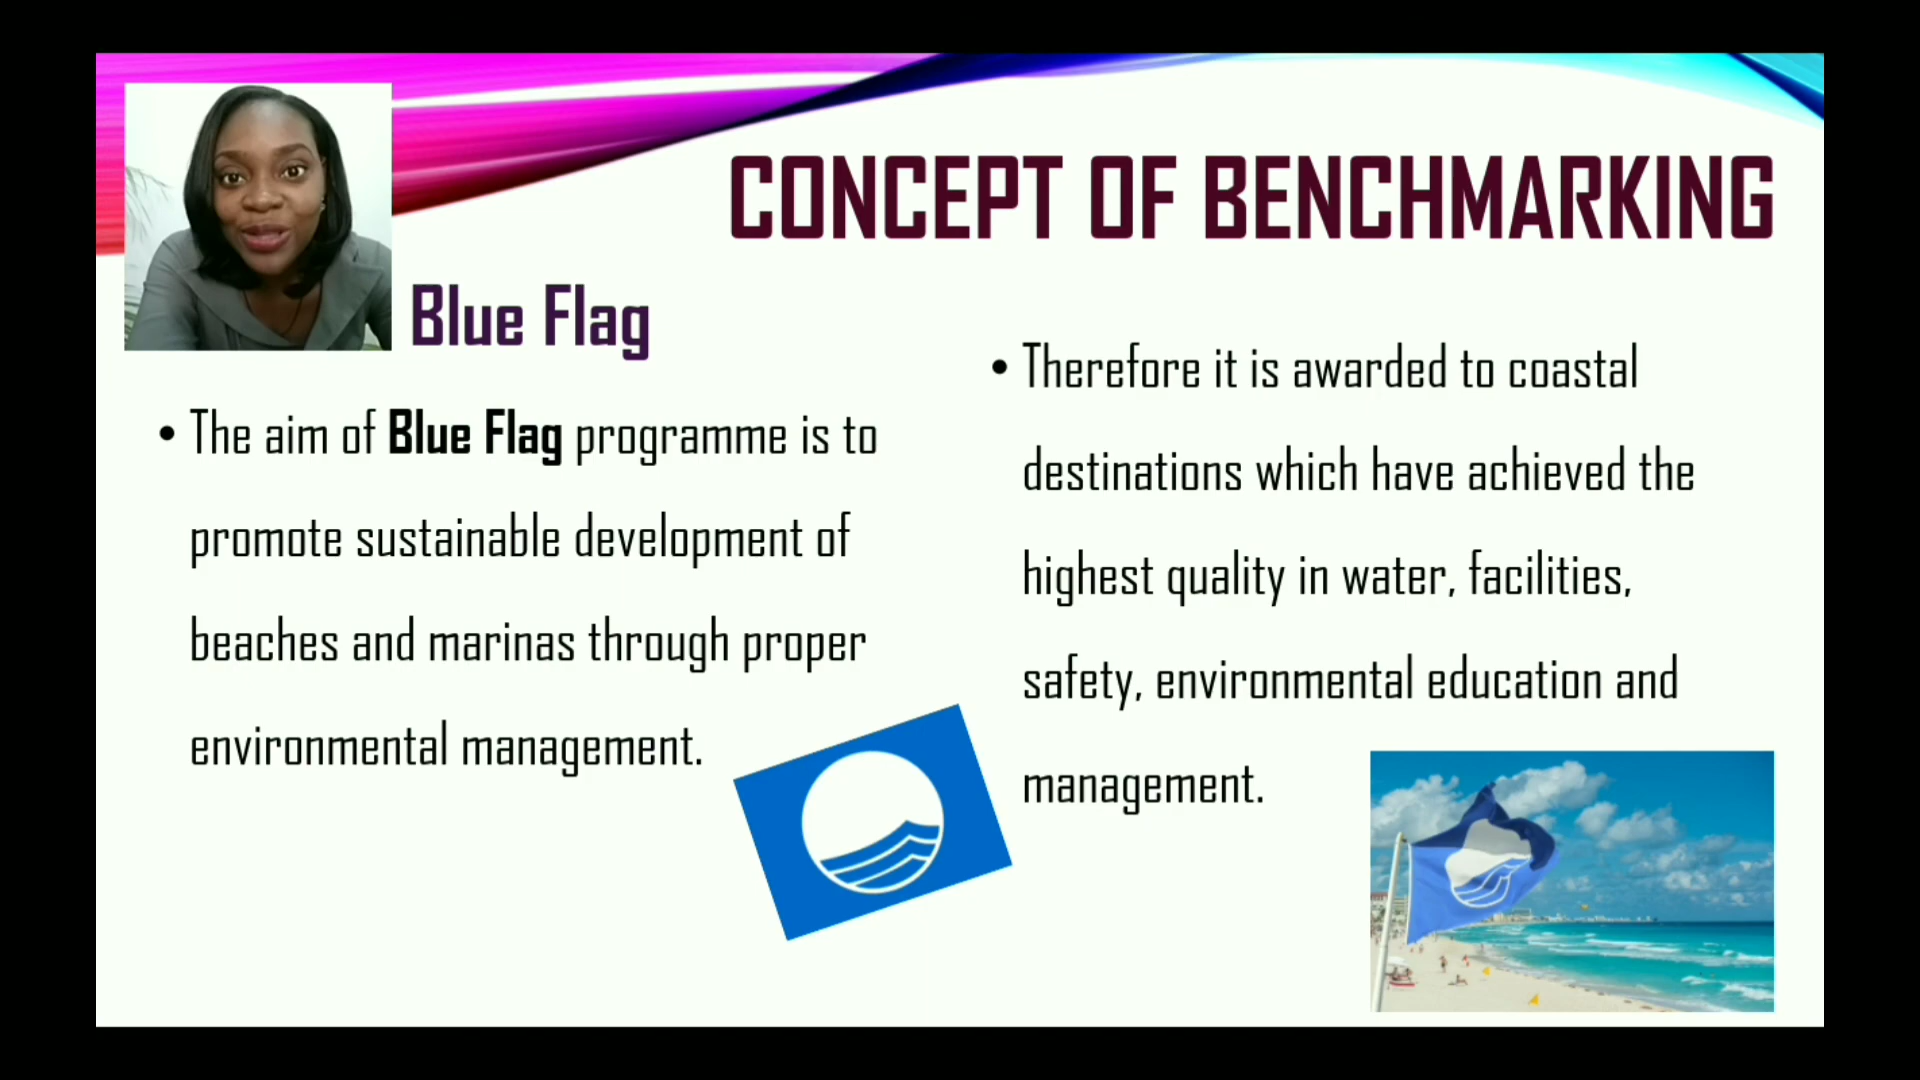 CONCEPT OF BENCHMARKING
Blue Flag
• The aim of Blue Flag programme is to
promote sustainable development of
beaches and marinas through proper
environmental management.
• Therefore it is awarded to coastal
destinations which have achieved the
highest quality in water, facilities,
safety, environmental education and
management.